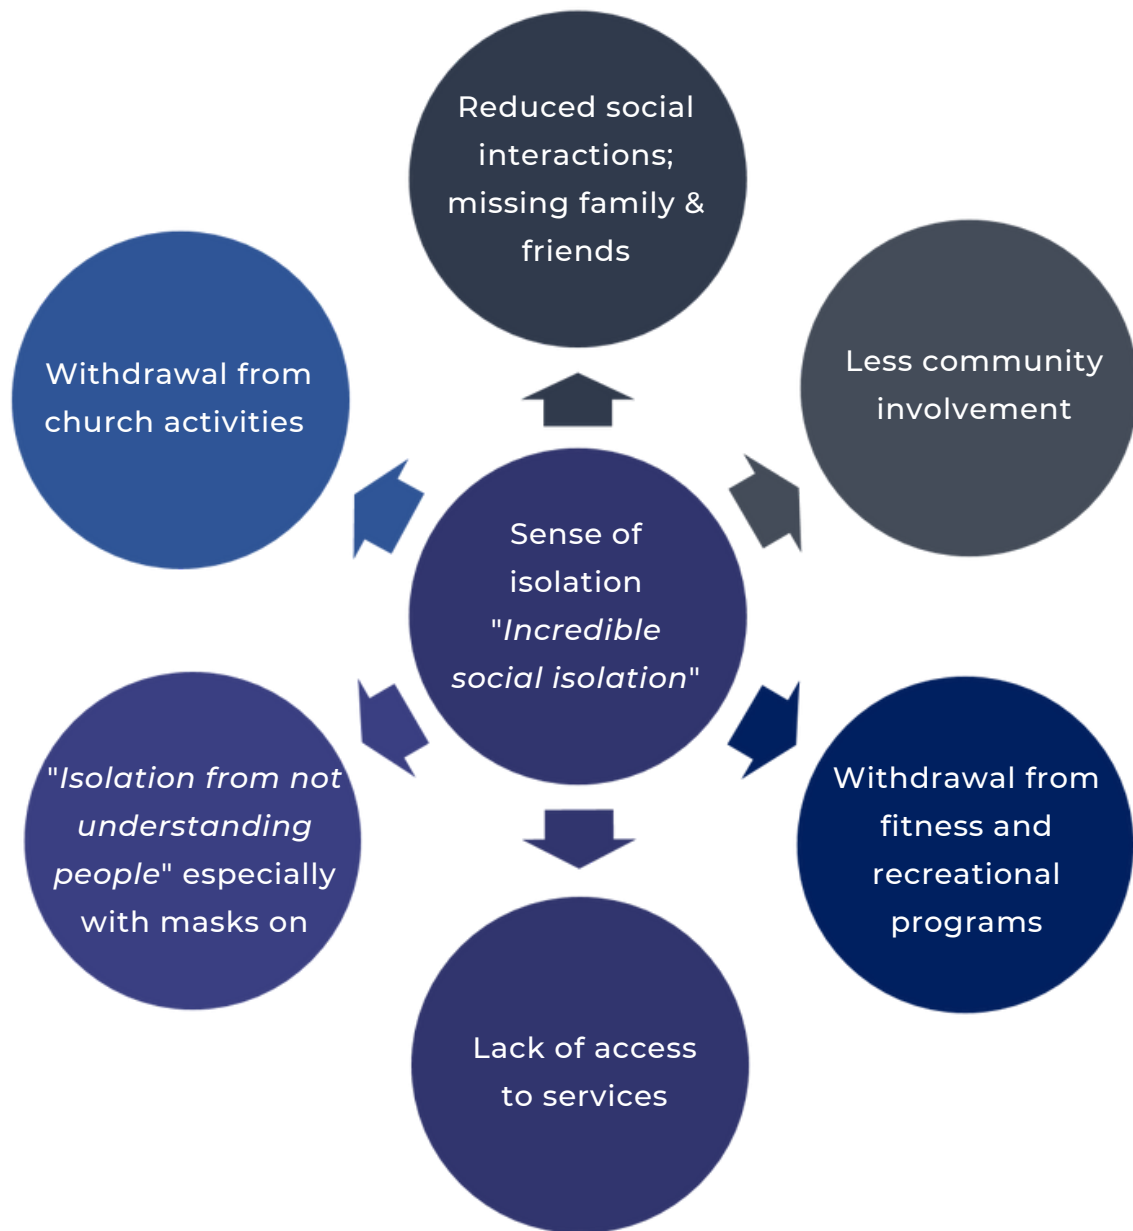 Reduced social
interactions;
missing family &
friends
Withdrawal from
church activities
Less community
involvement
Sense of
isolation
"Incredible
social isolation"
"Isolation from not
understanding
people" especially
with masks on
Withdrawal from
fitness and
recreational
programs
Lack of access
to services